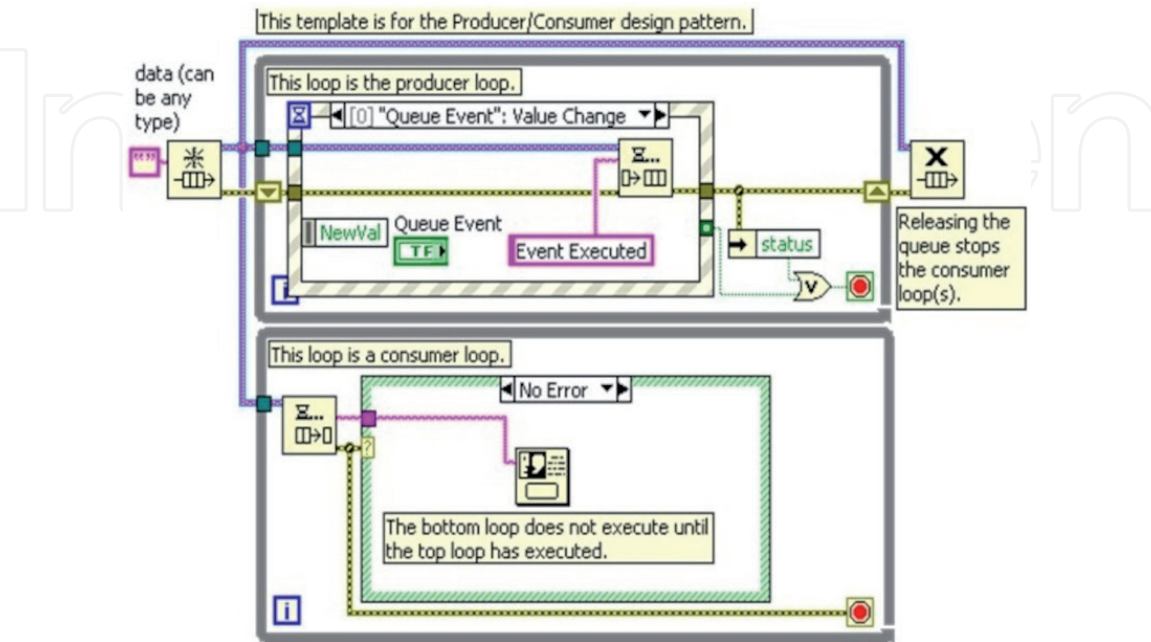 This template is for the Producer/Consumer design pattern.
data (can
be any
type)
This loop is the producer loop.
[0] "Queue Event": Value Change
NewVal
Queue Event
TF
Event Executed
status
V
X
Releasing the
queue stops
the consumer
loop(s).
i
This loop is a consumer loop.
No Error
?
The bottom loop does not execute until
the top loop has executed.
i